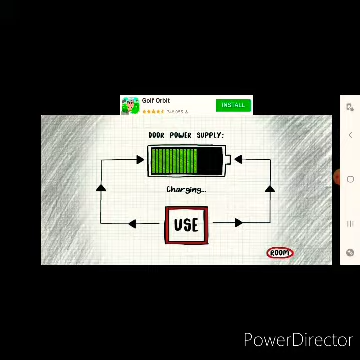 Golf Orbit
INSTALL
DOOR POWER SUPPLY:
Charging...
USE
ROOM
PowerDirector